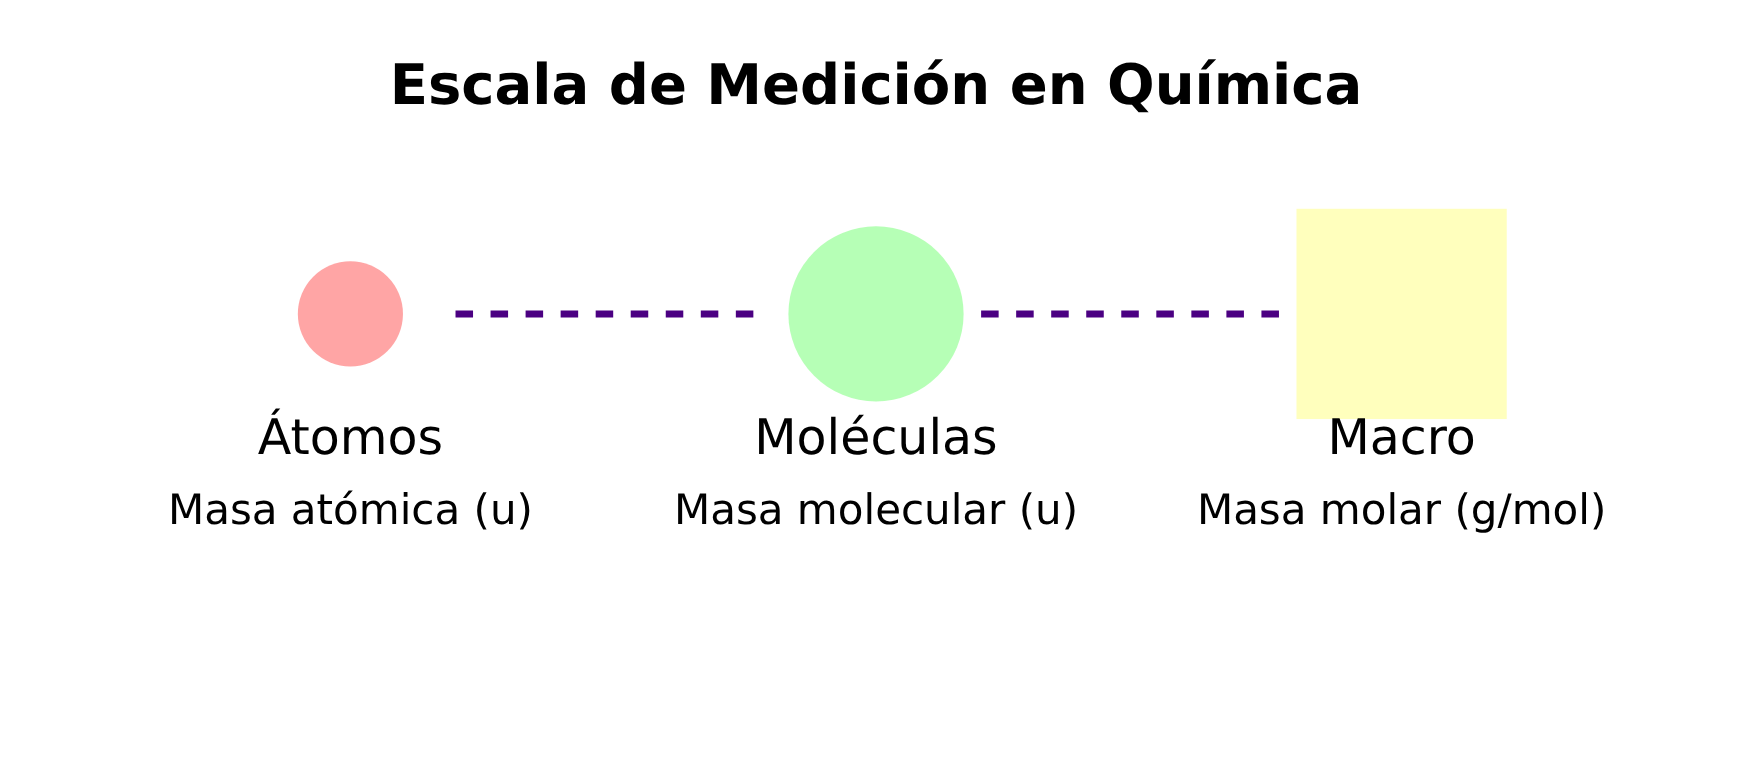 Escala de Medición en Química
Átomos
Moléculas
Macro
Masa atómica (u)
Masa molecular (u)
Masa molar (g/mol)